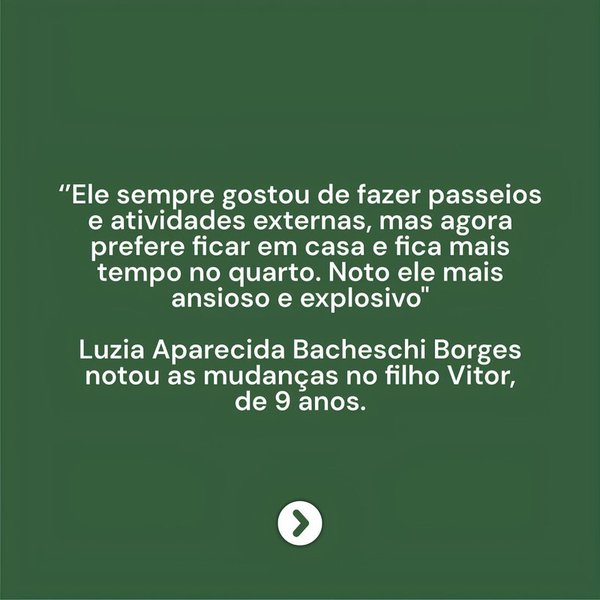 ‘’Ele sempre gostou de fazer passeios
e atividades externas, mas agora
prefere ficar em casa e fica mais
tempo no quarto. Noto ele mais
ansioso e explosivo"
Luzia Aparecida Bacheschi Borges
notou as mudanças no filho Vitor,
de 9 anos.